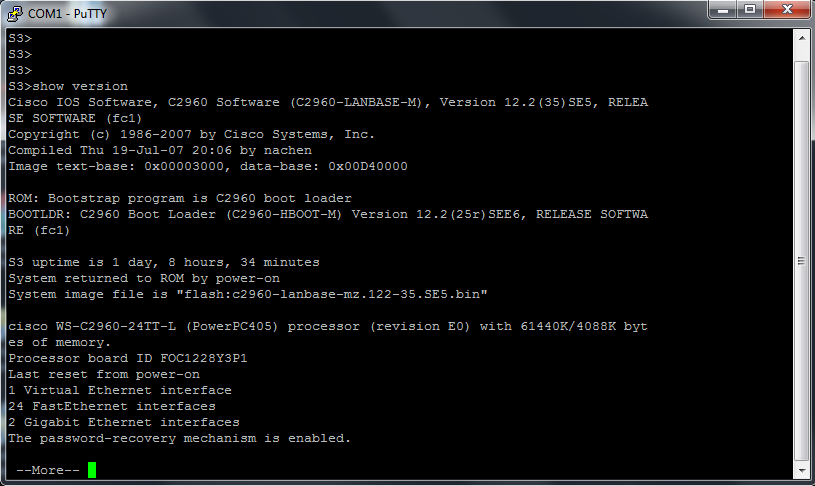 COM1 - PuTTY
S3>
S3>
S3>
S3>show version
Cisco IOS Software, C2960 Software (C2960-LANBASE-M), Version 12.2(35)SE5, RELEA
SE SOFTWARE (fc1)
Copyright (c) 1986-2007 by Cisco Systems, Inc.
Compiled Thu 19-Jul-07 20:06 by nachen
Image text-base: 0x00003000, data-base: 0x00D40000
ROM: Bootstrap program is C2960 boot loader
BOOTLDR: C2960 Boot Loader (C2960-HBOOT-M) Version 12.2(25r)SEE6, RELEASE SOFTWA
RE (fc1)
S3 uptime is 1 day, 8 hours, 34 minutes
System returned to ROM by power-on
System image file is "flash:c2960-lanbase-mz.122-35.SE5.bin"
cisco WS-C2960-24TT-L (PowerPC405) processor (revision E0) with 61440K/4088K byt
es of memory.
Processor board ID FOC1228Y3P1
Last reset from power-on
1 Virtual Ethernet interface
24 FastEthernet interfaces
2 Gigabit Ethernet interfaces
The password-recovery mechanism is enabled.
--More--